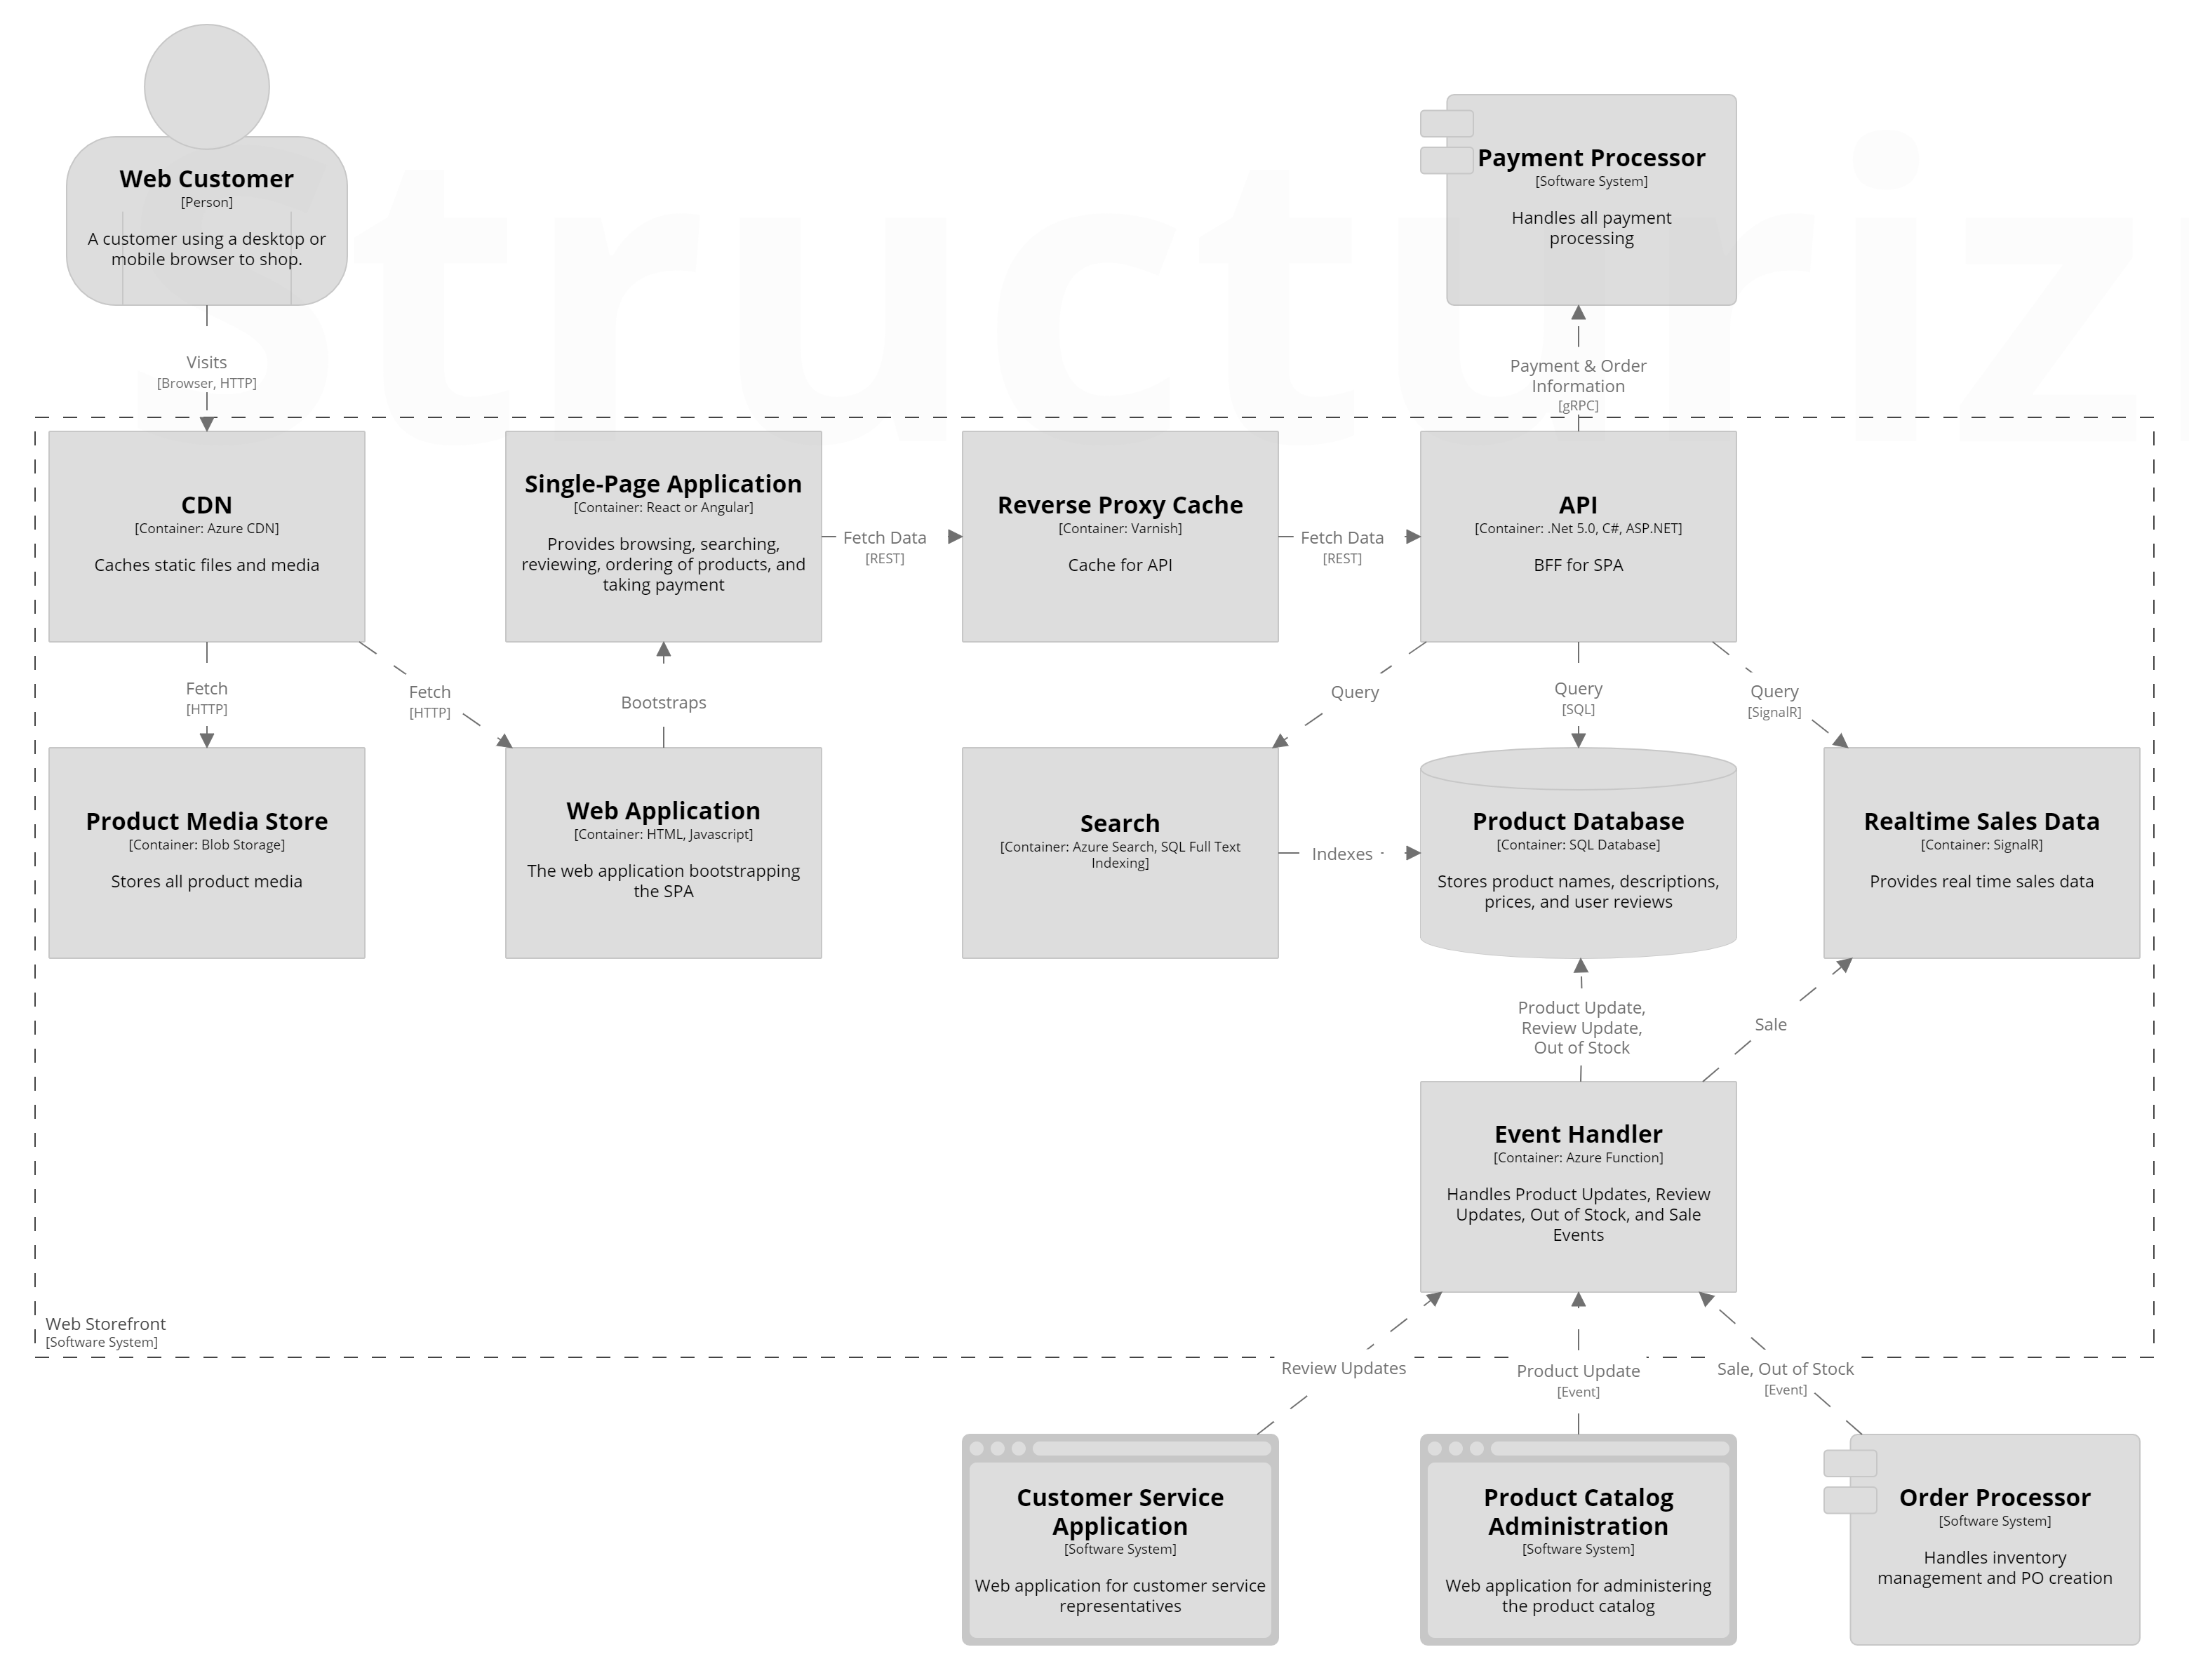 Web Customer
[Person]
A customer using a desktop or
mobile browser to shop.
Payment Processor
[Software System]
Handles all payment
processing
Structuriz
Visits
[Browser, HTTP]
Payment & Order
Information
[gRPC]
CDN
[Container: Azure CDN]
Caches static files and media
Single-Page Application
[Container: React or Angular]
Provides browsing, searching,
reviewing, ordering of products, and
taking payment
Fetch Data
[REST]
Reverse Proxy Cache
[Container: Varnish]
Cache for API
Fetch Data
[REST]
API
[Container: .Net 5.0, C#, ASP.NET]
BFF for SPA
Fetch
[HTTP]
Fetch
[HTTP]
Bootstraps
Query
Query
[SQL]
Query
[SignalR]
Product Media Store
[Container: Blob Storage]
Stores all product media
Web Application
[Container: HTML, Javascript]
The web application bootstrapping
the SPA
Search
[Container: Azure Search, SQL Full Text
Indexing]
Indexes
Product Database
[Container: SQL Database]
Stores product names, descriptions,
prices, and user reviews
Realtime Sales Data
[Container: SignalR]
Provides real time sales data
Product Update,
Review Update,
Out of Stock
Sale
Event Handler
[Container: Azure Function]
Handles Product Updates, Review
Updates, Out of Stock, and Sale
Events
Web Storefront
[Software System]
Review Updates
Product Update
[Event]
Sale, Out of Stock
[Event]
Customer Service
Application
[Software System]
Web application for customer service
representatives
Product Catalog
Administration
[Software System]
Web application for administering
the product catalog
Order Processor
[Software System]
Handles inventory
management and PO creation